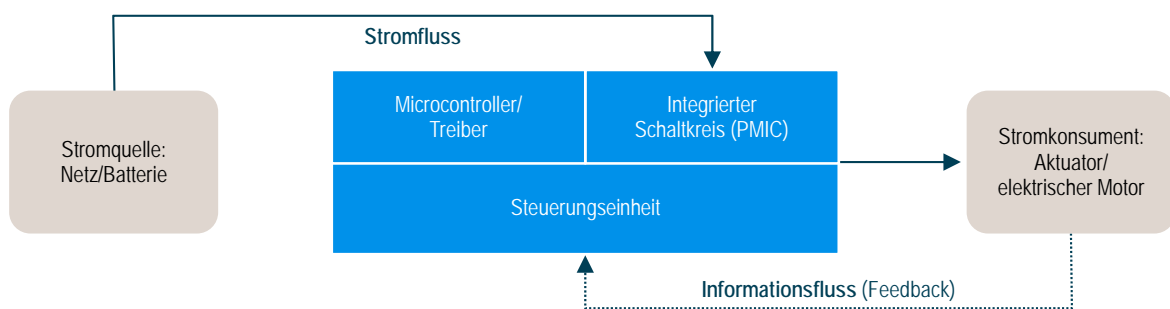 Stromfluss
Stromquelle:
Netz/Batterie
Microcontroller/
Treiber
Integrierter
Schaltkreis (PMIC)
Steuerungseinheit
Stromkonsument:
Aktuator/
elektrischer Motor
Informationsfluss (Feedback)